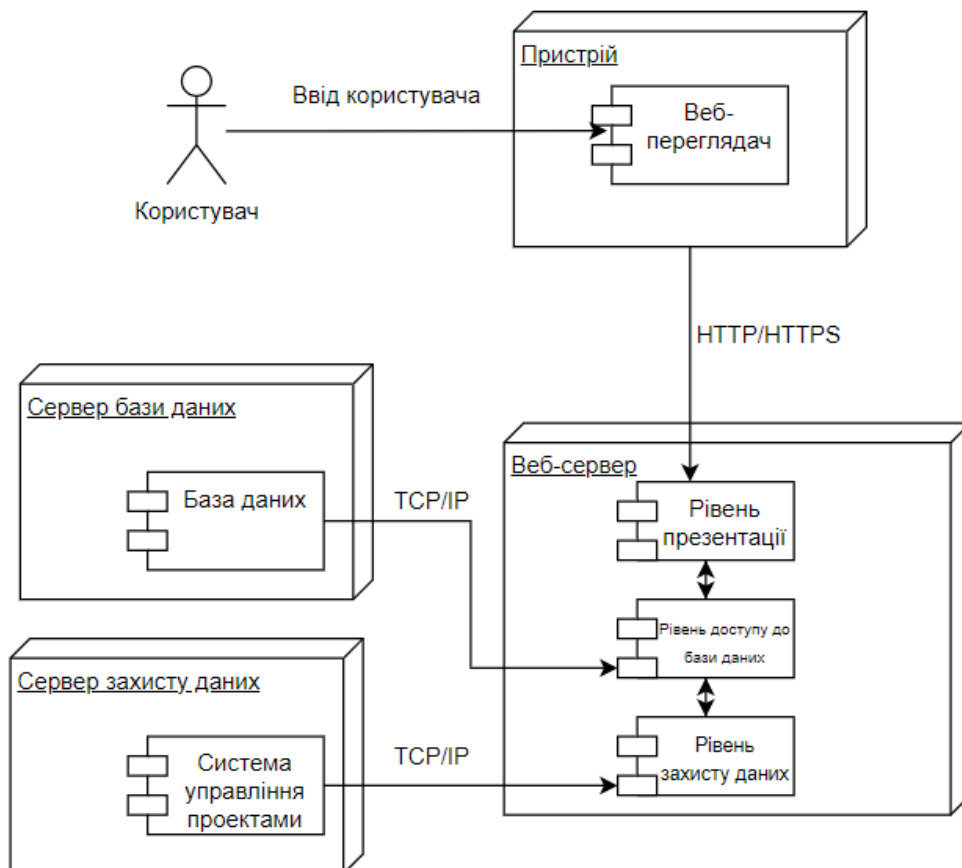 Пристрій
Ввід користувача
Веб-
переглядач
Користувач
HTTP/HTTPS
Сервер бази даних
База даних
TCP/IP
Веб-сервер
Рівень
презентації
Рівень доступу до
бази даних
Сервер захисту даних
Система
управління
проектами
TCP/IP
Рівень
захисту даних